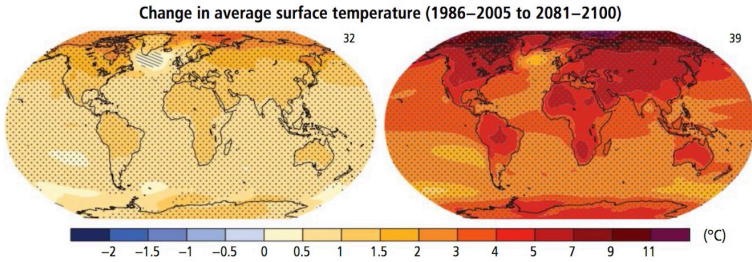 Change in average surface temperature (1986−2005 to 2081−2100)
32
39
−2 −1.5 −1 −0.5 0 0.5 1 1.5 2 3 4 5 7 9 11 (°C)